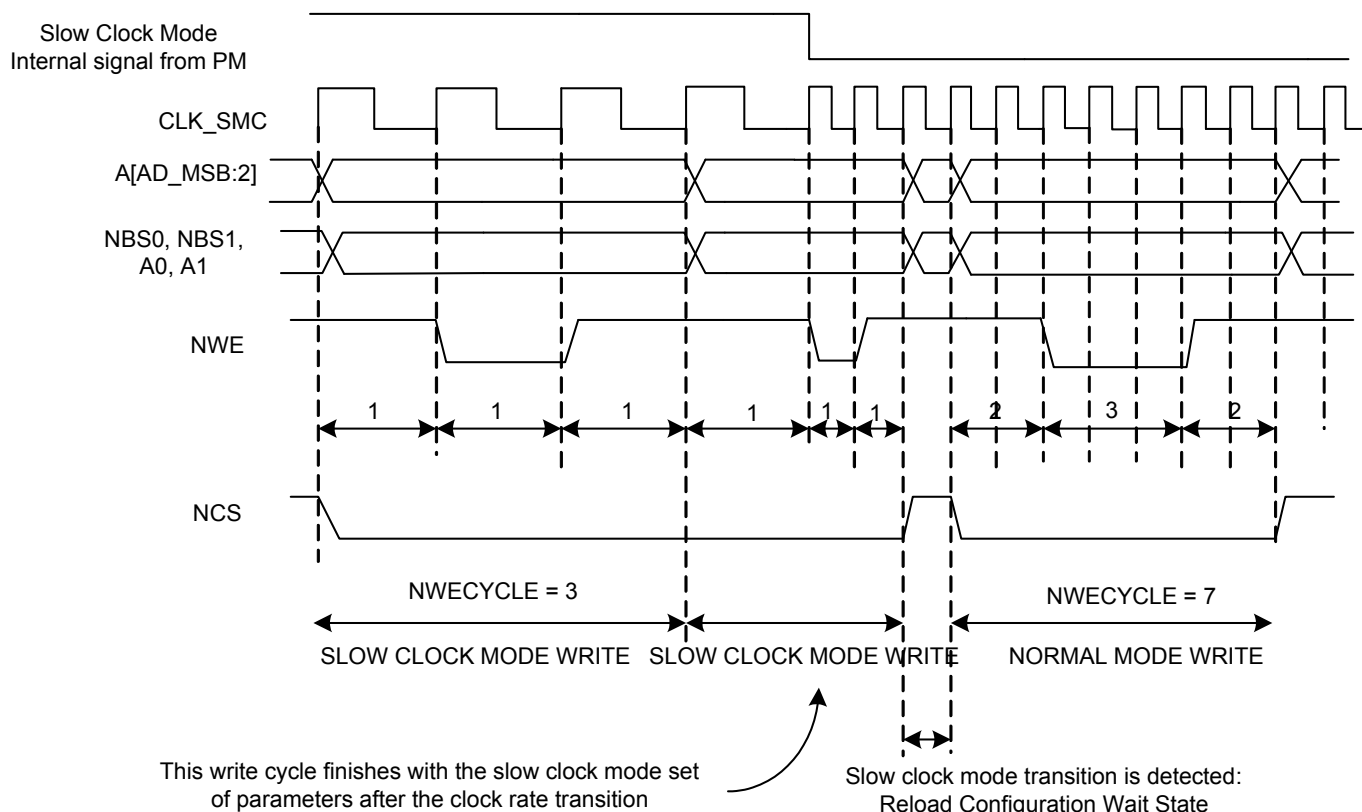 Slow Clock Mode
Internal signal from PM
CLK_SMC
A[AD_MSB:2]
NBS0, NBS1,
A0, A1
NWE
1 1 1 1 1 1 2 3 2
NCS
NWECYCLE = 3 NWECYCLE = 7
SLOW CLOCK MODE WRITE SLOW CLOCK MODE WRITE NORMAL MODE WRITE
This write cycle finishes with the slow clock mode set
of parameters after the clock rate transition
Slow clock mode transition is detected:
Reload Configuration Wait State